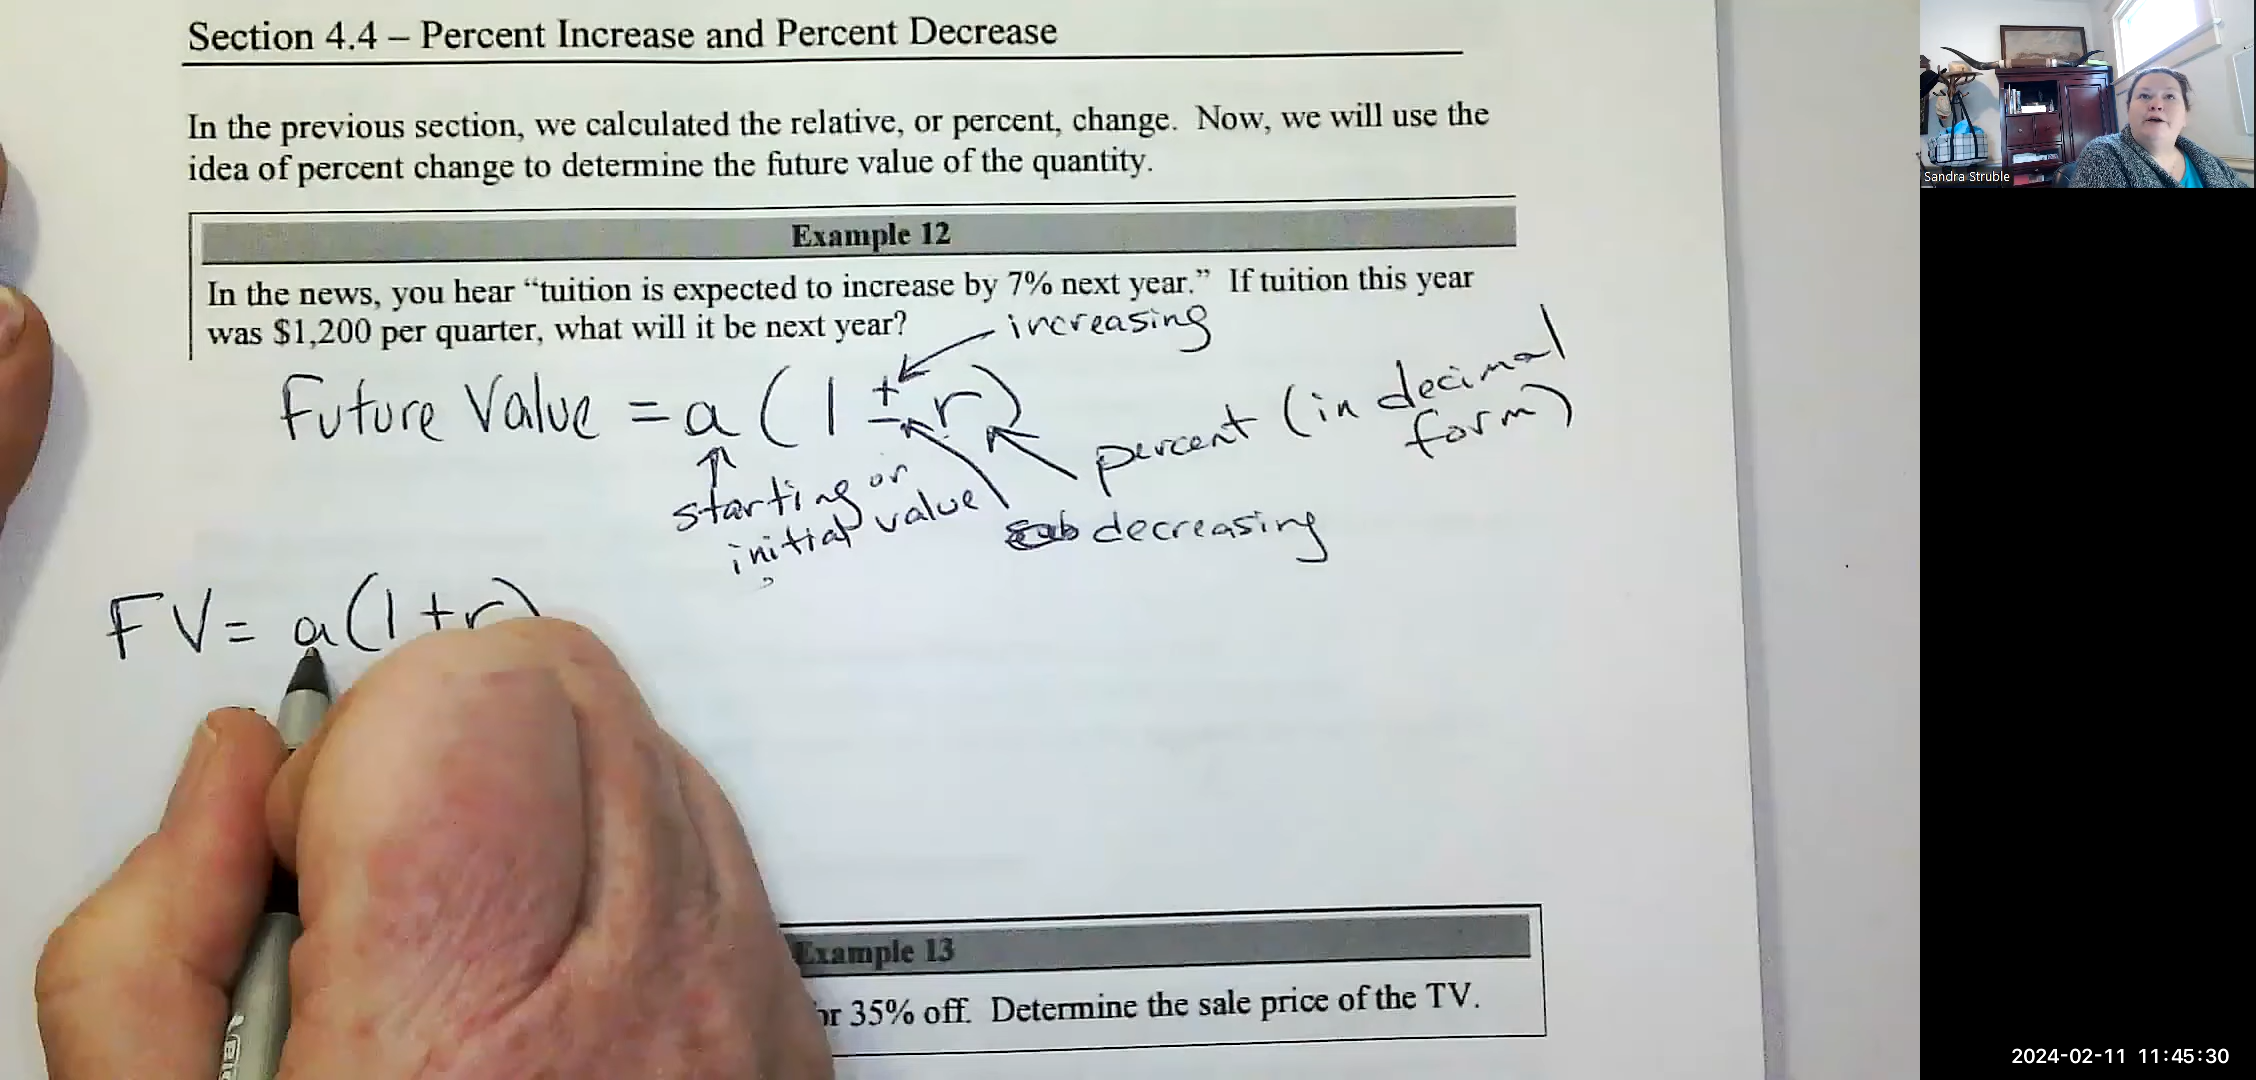 Section 4.4 – Percent Increase and Percent Decrease
In the previous section, we calculated the relative, or percent, change. Now, we will use the
idea of percent change to determine the future value of the quantity.
Example 12
In the news, you hear “tuition is expected to increase by 7% next year.” If tuition this year
was $1,200 per quarter, what will it be next year?
increasing
Future Value = a (1 ± r)
percent (in decimal
form)
starting or
initial value
decreasing
FV = a(1+r)
Example 13
35% off. Determine the sale price of the TV.
Sandra Struble
2024-02-11 11:45:30